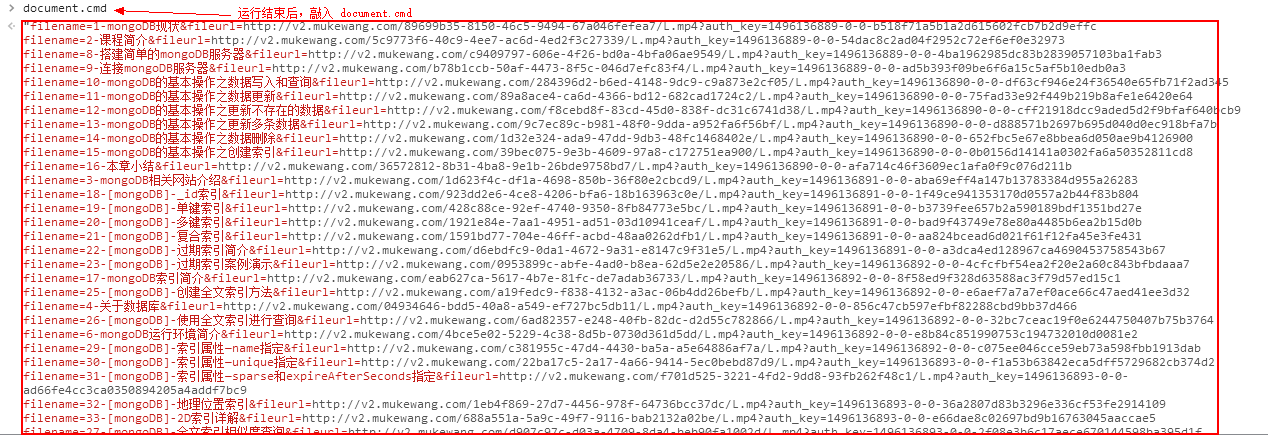 > document.cmd 运行结束后，敲入 document.cmd
"filename=1-mongoDB现状&fileurl=http://v2.mukewang.com/89699b35-8150-46c5-9494-67a046fefea7/L.mp4?auth_key=1496136889-0-0-b518f71a5b1a2d615602fcb7b2d9effc
filename=2-课程简介&fileurl=http://v2.mukewang.com/5c9773f6-40c9-4ee7-ac6d-4ed2f3c27339/L.mp4?auth_key=1496136889-0-0-54dac8c2ad04f2952c72ef6ef0e32973
filename=8-搭建简单的mongoDB服务器&fileurl=http://v2.mukewang.com/c9409797-606e-4f26-bd0a-4bfa06ae9549/L.mp4?auth_key=1496136889-0-0-4ba1962985dc83b2839057103ba1fab3
filename=9-连接mongoDB服务器&fileurl=http://v2.mukewang.com/b78b1ccb-50af-4473-8f5c-046d7efc83f4/L.mp4?auth_key=1496136889-0-0-ad5b393f09be6f6a15c5af5b10edb0a3
filename=10-mongoDB的基本操作之数据写入和查询&fileurl=http://v2.mukewang.com/284396d2-b6ed-4148-9dc9-c9a873e2cf05/L.mp4?auth_key=1496136890-0-0-df63cf946e24f36540e65fb71f2ad345
filename=11-mongoDB的基本操作之数据更新&fileurl=http://v2.mukewang.com/89a8ace4-ca6d-4366-bd12-682cad1724c2/L.mp4?auth_key=1496136890-0-0-75fad33e92f449b219b8afe1e6420e64
filename=12-mongoDB的基本操作之更新不存在的数据&fileurl=http://v2.mukewang.com/f8cebd8f-83cd-45d0-838f-dc31c6741d38/L.mp4?auth_key=1496136890-0-0-cff21918dcc9aded5d2f9bfaf640bcb9
filename=13-mongoDB的基本操作之更新多条数据&fileurl=http://v2.mukewang.com/9c7ec89c-b981-48f0-9dda-a952fa6f56bf/L.mp4?auth_key=1496136890-0-0-d888571b2697b695d040d0ec918bfa7b
filename=14-mongoDB的基本操作之数据删除&fileurl=http://v2.mukewang.com/1d32e324-ada9-47dd-9db3-48fc1468402e/L.mp4?auth_key=1496136890-0-0-652fbc5e67e8bbea6d050ae9b4126900
filename=15-mongoDB的基本操作之创建索引&fileurl=http://v2.mukewang.com/39bec075-9e3b-4609-97a8-c172751ea900/L.mp4?auth_key=1496136890-0-0-0b0156d14141a0302fa6a50352811cd8
filename=16-本章小结&fileurl=http://v2.mukewang.com/36572812-8b31-4ba8-9e1b-26bde9758bd7/L.mp4?auth_key=1496136890-0-0-afa714c46f3609ec1afa0f9c076d211b
filename=3-mongoDB相关网站介绍&fileurl=http://v2.mukewang.com/1d623f4c-df1a-4698-850b-36f80e2cbcd9/L.mp4?auth_key=1496136890-0-0-aba69eff4a147b13783384d955a26283
filename=18-[mongoDB]-_id索引&fileurl=http://v2.mukewang.com/923dd2e6-4ce8-4206-bfa6-18b163963c0e/L.mp4?auth_key=1496136891-0-0-1f49ce941353170d0557a2b44f83b804
filename=19-[mongoDB]-单键索引&fileurl=http://v2.mukewang.com/428c88ce-92ef-4740-9350-8fb84773e5bc/L.mp4?auth_key=1496136891-0-0-b3739fee657b2a590189bdf1351bd27e
filename=20-[mongoDB]-多键索引&fileurl=http://v2.mukewang.com/1921e84e-7aa1-4951-ad51-03d10941ceaf/L.mp4?auth_key=1496136891-0-0-bad9f43749e78e80a4485b6ea2b15d0b
filename=21-[mongoDB]-复合索引&fileurl=http://v2.mukewang.com/1591bd77-704e-46ff-acbd-48aa0262dfb1/L.mp4?auth_key=1496136891-0-0-aa824bcead6d021f61f12fa45e3fe431
filename=22-[mongoDB]-过期索引简介&fileurl=http://v2.mukewang.com/d6ebdfc9-0da1-4672-9a31-e8147c9f31e5/L.mp4?auth_key=1496136891-0-0-a3dca4ed128967ca4690453758543b67
filename=23-[mongoDB]-过期索引案例演示&fileurl=http://v2.mukewang.com/0953899c-abfe-4ad0-b8ea-62d5e2e20586/L.mp4?auth_key=1496136892-0-0-4cfcfbf54ea2f20e2a60c843bfbdaaa7
filename=17-mongoDB索引简介&fileurl=http://v2.mukewang.com/eab627ca-5617-4b7e-81fc-de7adab36733/L.mp4?auth_key=1496136892-0-0-8f58ed9f328d63588ac3f79d57ed15c1
filename=25-[mongoDB]-创建全文索引方法&fileurl=http://v2.mukewang.com/a19fedc9-f838-4132-a3ac-06b4dd26befb/L.mp4?auth_key=1496136892-0-0-e6aef7a7a7ef0ace66c47aed41ee3d32
filename=4-关于数据库&fileurl=http://v2.mukewang.com/04934646-bdd5-40a8-a549-ef727bc5db11/L.mp4?auth_key=1496136892-0-0-856c47cb597efbf82288cbd9bb37d466
filename=26-[mongoDB]-使用全文索引进行查询&fileurl=http://v2.mukewang.com/6ad82357-e248-40fb-82dc-d2d55c782866/L.mp4?auth_key=1496136892-0-0-32bc7ceac19f0e6244750407b75b3764
filename=6-mongoDB运行环境简介&fileurl=http://v2.mukewang.com/4bce5e02-5229-4c38-8d5b-0730d361d5dd/L.mp4?auth_key=1496136892-0-0-e8b84c851990753c194732010d0081e2
filename=29-[mongoDB]-索引属性-name指定&fileurl=http://v2.mukewang.com/c381955c-47d4-4430-ba5a-a5e64886af7a/L.mp4?auth_key=1496136892-0-0-c075ee046cce59eb73a598fbb1913dab
filename=30-[mongoDB]-索引属性-unique指定&fileurl=http://v2.mukewang.com/22ba17c5-2a17-4a66-9414-5ec0bebd87d9/L.mp4?auth_key=1496136892-0-0-f1a53b63842eca5dff5729682cb374d2
filename=31-[mongoDB]-索引属性-sparse和expireAfterSeconds指定&fileurl=http://v2.mukewang.com/f701d525-3221-4fd2-9dd8-93fb262f48c1/L.mp4?auth_key=1496136893-0-0-
ad66fe4cc3ca0350894205a4addf7bc9
filename=32-[mongoDB]-地理位置索引&fileurl=http://v2.mukewang.com/1eb4f869-27d7-4456-978f-64736bcc37dc/L.mp4?auth_key=1496136893-0-0-36a2807d83b3296e336cf53fe2914109
filename=33-[mongoDB]-2D索引详解&fileurl=http://v2.mukewang.com/688a551a-5a9c-49f7-9116-bab2132a02be/L.mp4?auth_key=1496136893-0-0-e66dae8c02697bd9b16763045aaccae5
filename=27-[mongoDB]-全文索引相似度查询&fileurl=http://v2.mukewang.com/d907c97c-d03a-4709-8da4-beb90fa1002d/L.mp4?auth_key=1496136893-0-0-2f08e3b6c17aece670144598ba395d1f